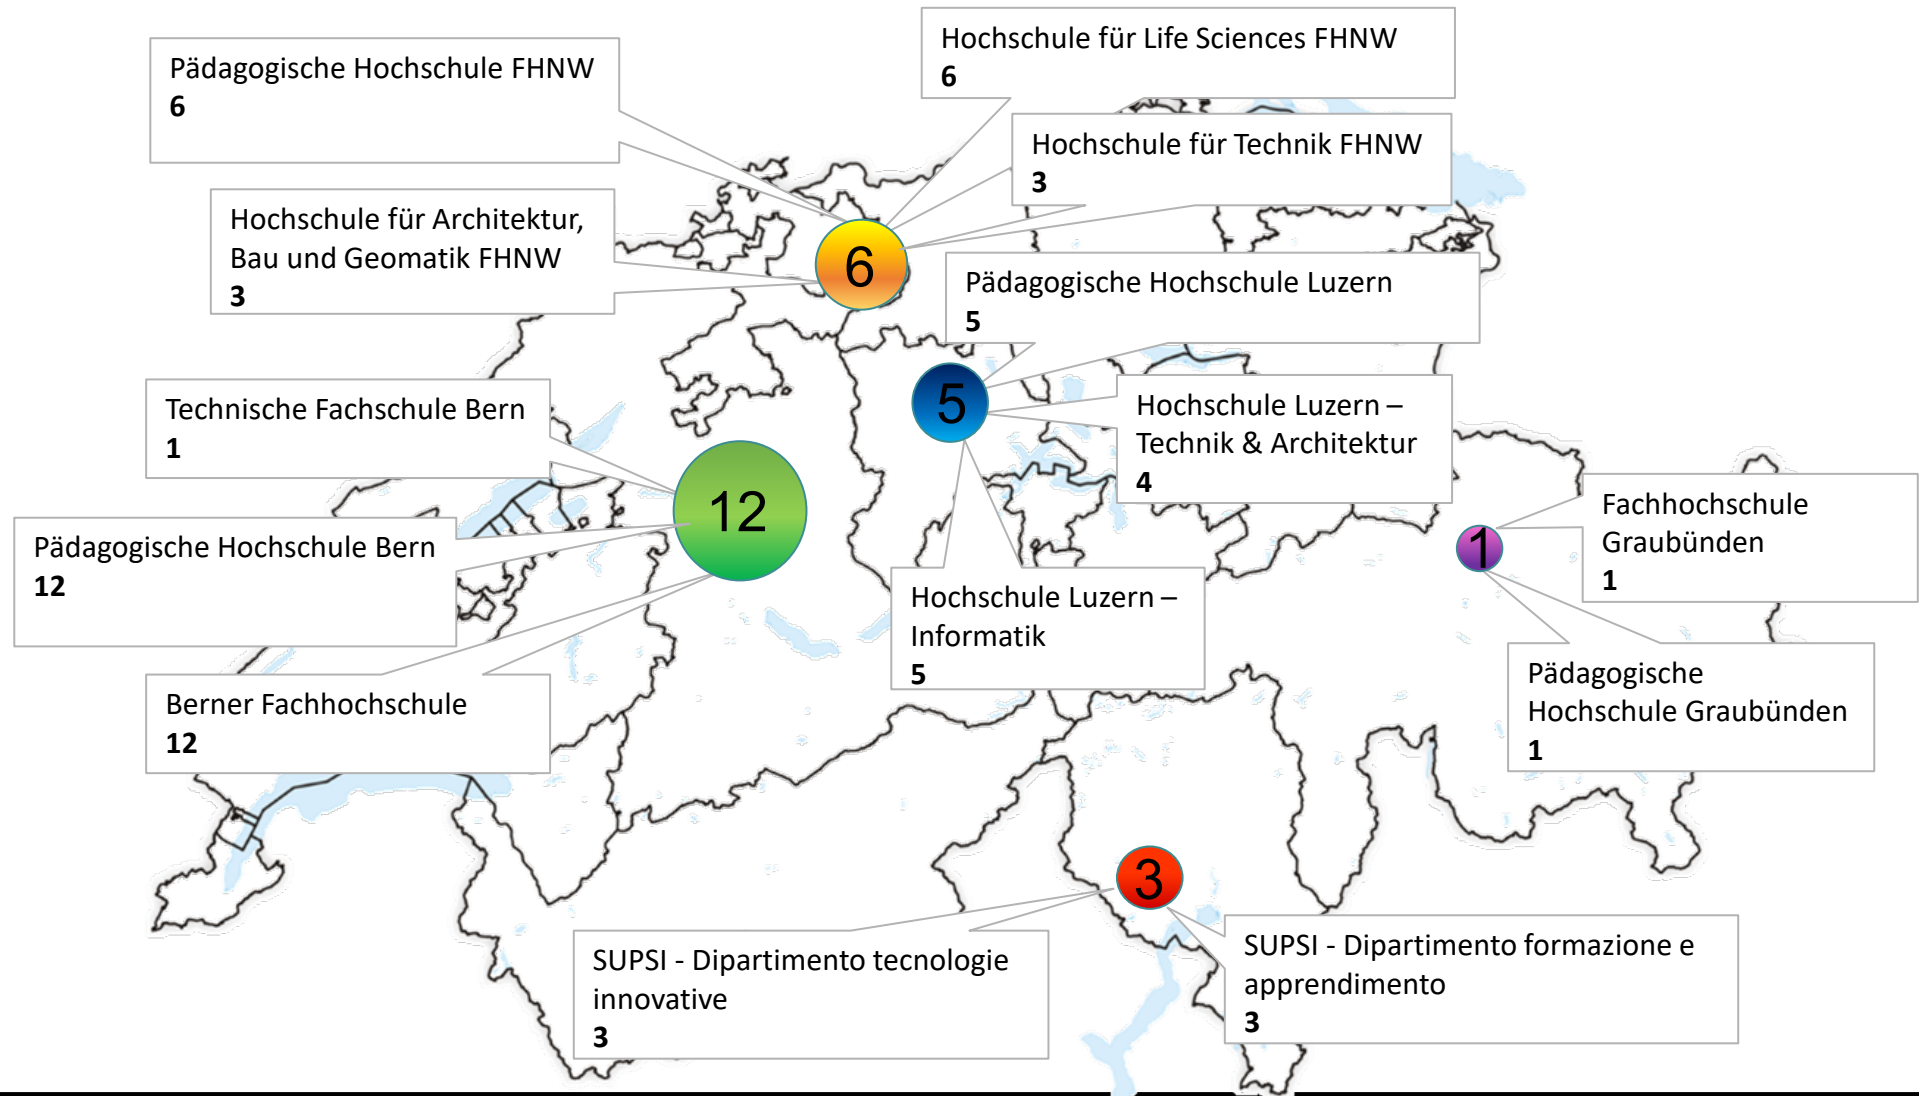 Pädagogische Hochschule FHNW
6
Hochschule für Life Sciences FHNW
6
Hochschule für Technik FHNW
3
Hochschule für Architektur,
Bau und Geomatik FHNW
3
6
Pädagogische Hochschule Luzern
5
5
Hochschule Luzern –
Technik & Architektur
4
Technische Fachschule Bern
1
12
Pädagogische Hochschule Bern
12
Fachhochschule
Graubünden
1
1
Hochschule Luzern –
Informatik
5
Berner Fachhochschule
12
Pädagogische
Hochschule Graubünden
1
3
SUPSI - Dipartimento tecnologie
innovative
3
SUPSI - Dipartimento formazione e
apprendimento
3